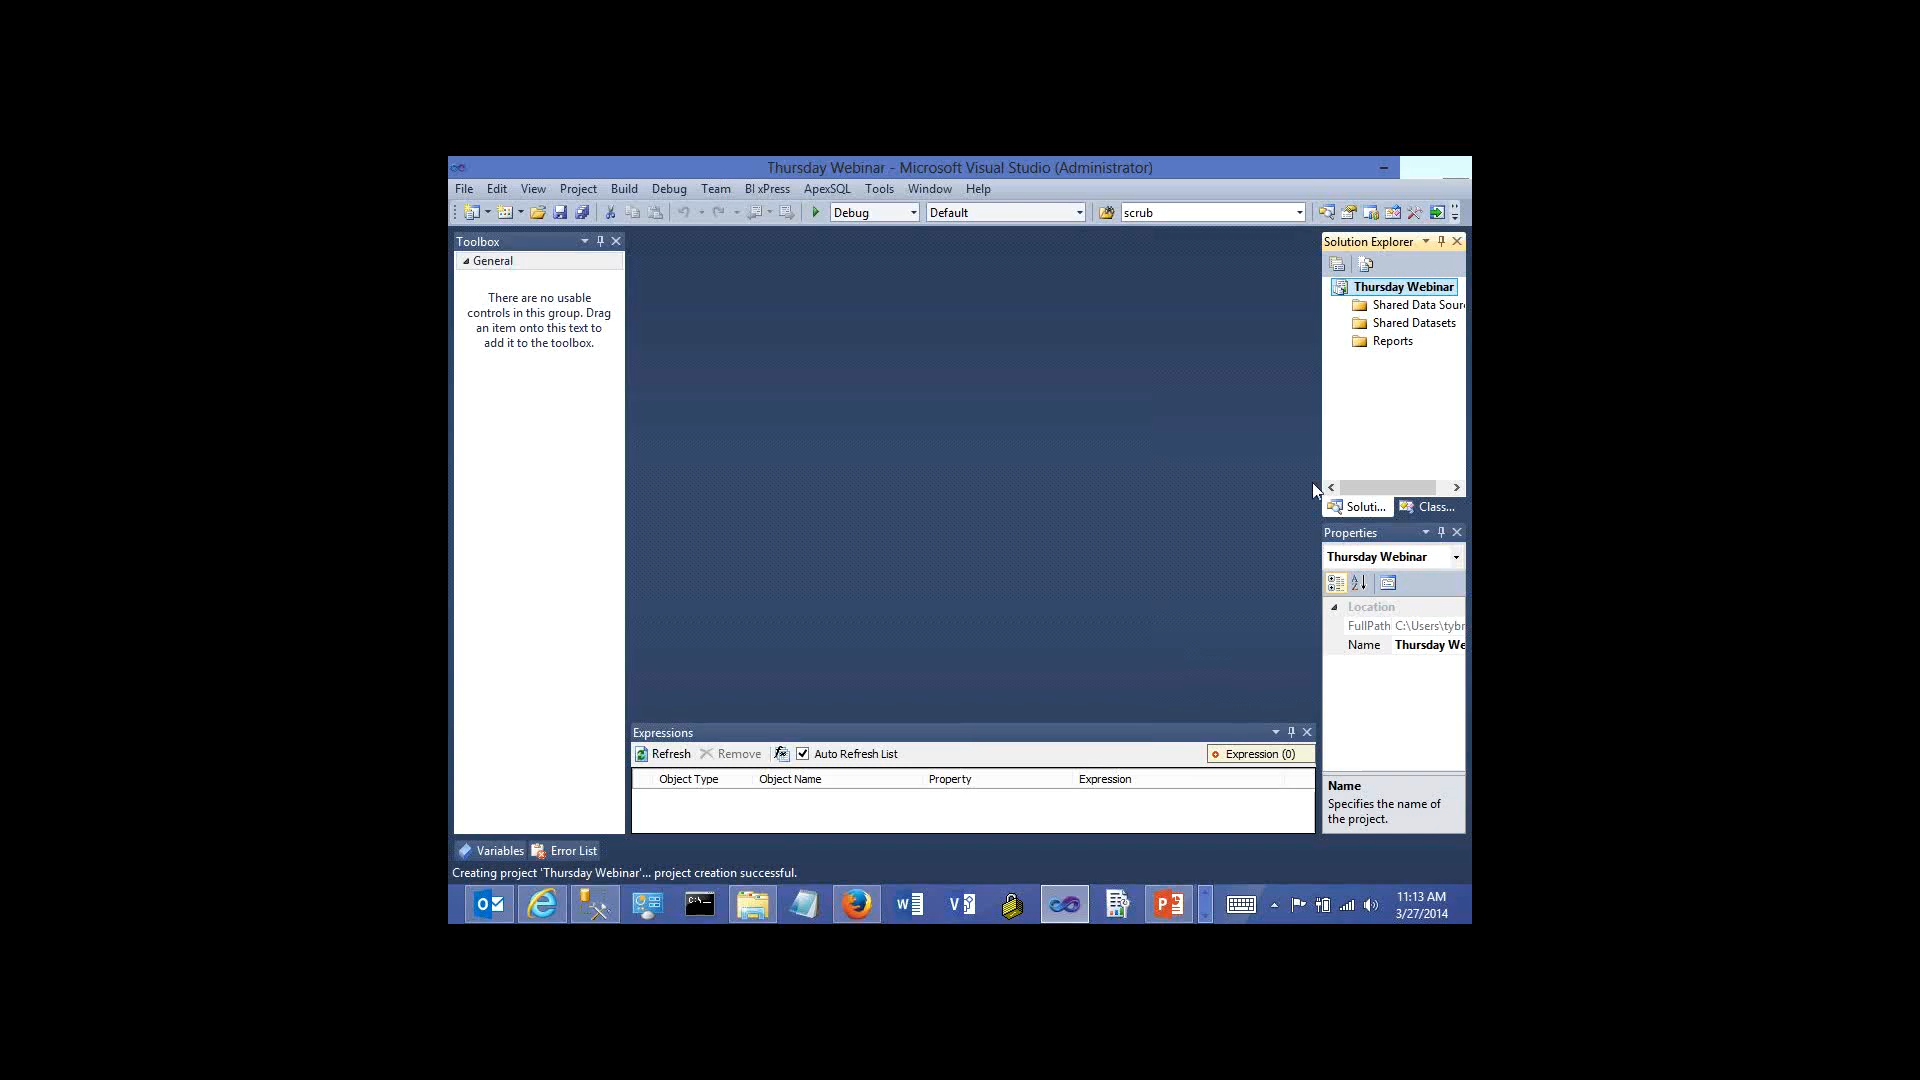 Thursday Webinar - Microsoft Visual Studio (Administrator)
File Edit View Project Build Debug Team BI xPress ApexSQL Tools Window Help
Debug Default scrub
Toolbox
General
There are no usable
controls in this group. Drag
an item onto this text to
add it to the toolbox.
Solution Explorer
Thursday Webinar
Shared Data Sour
Shared Datasets
Reports
Soluti... Class...
Properties
Thursday Webinar
Location
FullPath C:\Users\tybr
Name Thursday We
Name
Specifies the name of
the project.
Expressions
Refresh Remove Auto Refresh List Expression (0)
Object Type Object Name Property Expression
Variables Error List
Creating project 'Thursday Webinar'... project creation successful.
11:13 AM
3/27/2014